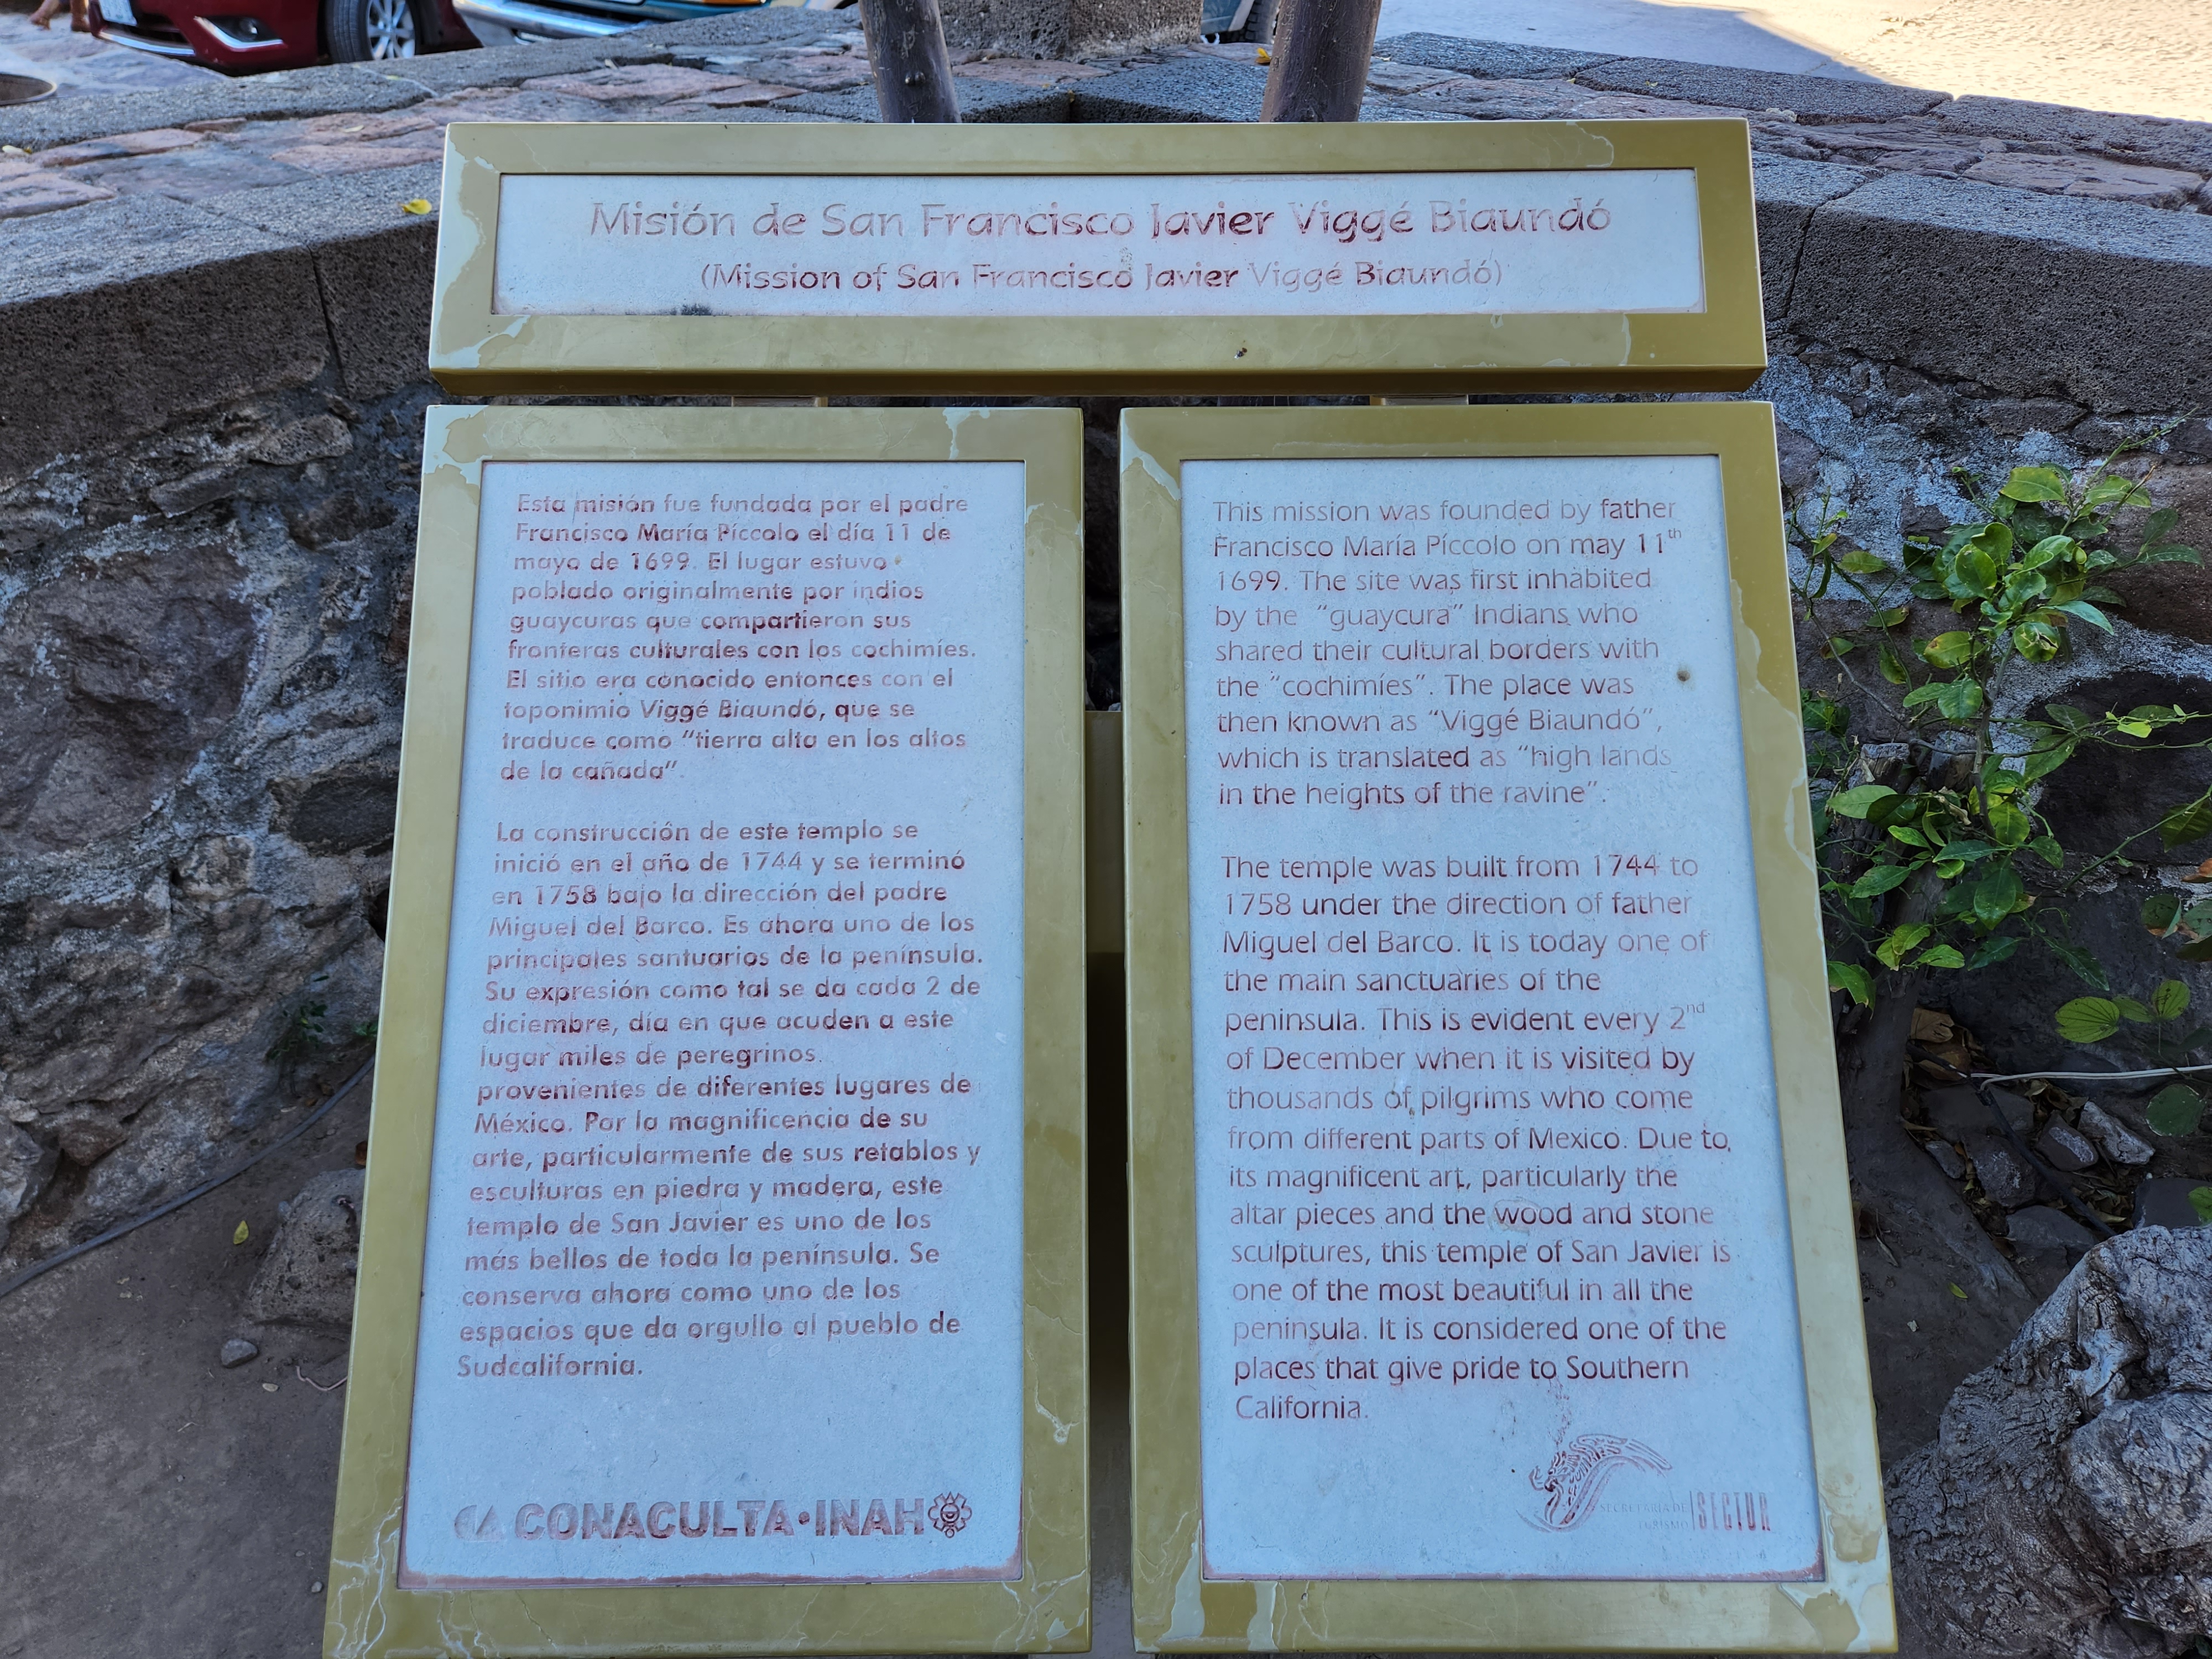 Misión de San Francisco Javier Viggé Biaundó
(Mission of San Francisco Javier Viggé Biaundó)
Esta misión fue fundada por el padre
Francisco María Píccolo el día 11 de
mayo de 1699. El lugar estuvo
poblado originalmente por indios
guaycuras que compartieron sus
fronteras culturales con los cochimíes.
El sitio era conocido entonces con el
toponimio Viggé Biaundó, que se
traduce como "tierra alta en los altos
de la cañada".
La construcción de este templo se
inició en el año de 1744 y se terminó
en 1758 bajo la dirección del padre
Miguel del Barco. Es ahora uno de los
principales santuarios de la península.
Su expresión como tal se da cada 2 de
diciembre, día en que acuden a este
lugar miles de peregrinos
provenientes de diferentes lugares de
México. Por la magnificencia de su
arte, particularmente de sus retablos y
esculturas en piedra y madera, este
templo de San Javier es uno de los
más bellos de toda la península. Se
conserva ahora como uno de los
espacios que da orgullo al pueblo de
Sudcalifornia.
CONACULTA•INAH
This mission was founded by father
Francisco María Píccolo on may 11th
1699. The site was first inhabited
by the "guaycura" Indians who
shared their cultural borders with
the "cochimíes". The place was
then known as "Viggé Biaundó",
which is translated as "high lands
in the heights of the ravine".
The temple was built from 1744 to
1758 under the direction of father
Miguel del Barco. It is today one of
the main sanctuaries of the
peninsula. This is evident every 2nd
of December when it is visited by
thousands of pilgrims who come
from different parts of Mexico. Due to
its magnificent art, particularly the
altar pieces and the wood and stone
sculptures, this temple of San Javier is
one of the most beautiful in all the
peninsula. It is considered one of the
places that give pride to Southern
California.
SECRETARÍA DE
TURISMO
SECTUR